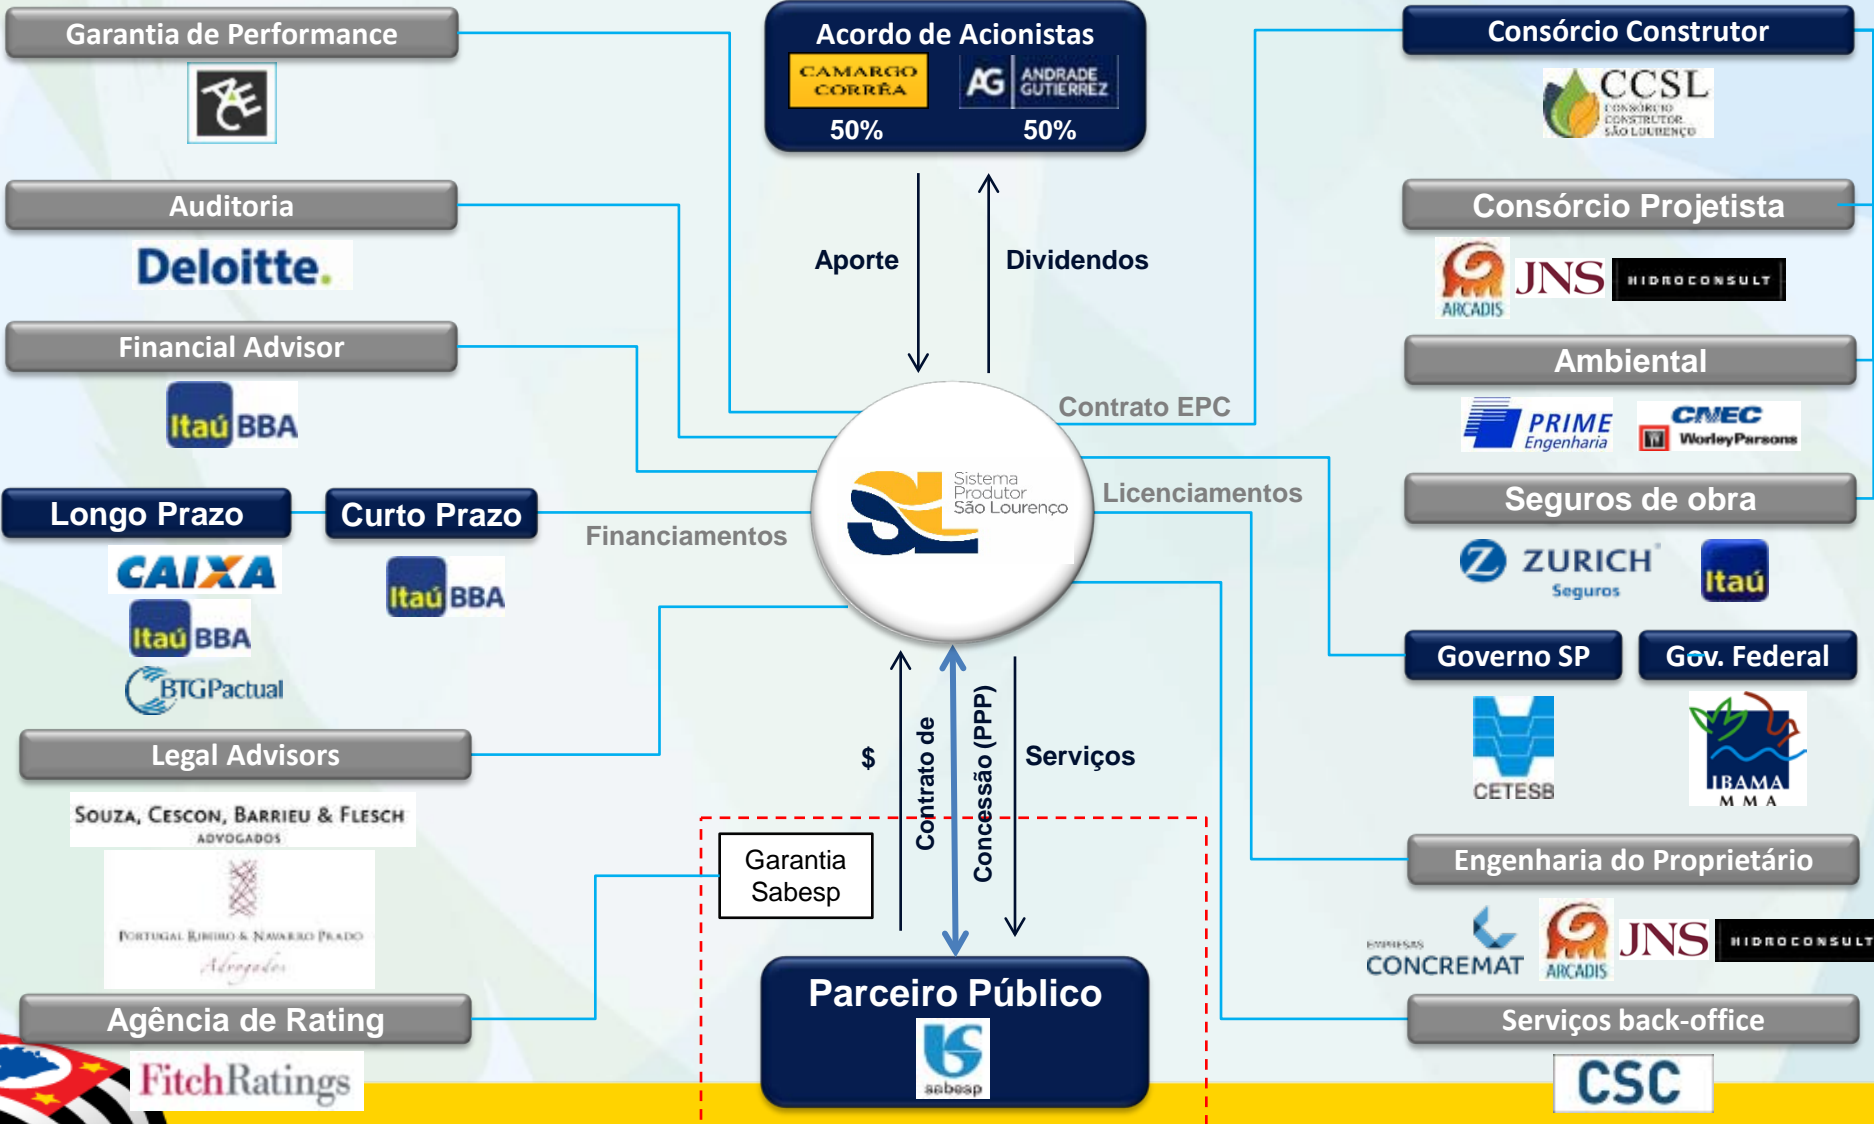 Garantia de Performance
ACE
Auditoria
Deloitte.
Financial Advisor
Itaú BBA
Longo Prazo
Curto Prazo
CAIXA
Itaú BBA
BTGPactual
Itaú BBA
Legal Advisors
SOUZA, CESCON, BARRIEU & FLESCH
ADVOGADOS
PORTUGAL RIBEIRO & NAVARRO PRADO
Advogados
Agência de Rating
FitchRatings
Acordo de Acionistas
CAMARGO
CORRÊA
AG ANDRADE
GUTIERREZ
50%
50%
Aporte
Dividendos
Contrato EPC
Licenciamentos
Financiamentos
SL
Sistema
Produtor
São Lourenço
$
Contrato de
Concessão (PPP)
Serviços
Garantia
Sabesp
Parceiro Público
sabesp
Consórcio Construtor
CCSL
CONSÓRCIO
CONSTRUTOR
SÃO LOURENÇO
Consórcio Projetista
ARCADIS
JNS
HIDROCONSULT
Ambiental
PRIME
Engenharia
CNEC
WorleyParsons
Seguros de obra
ZURICH
Seguros
Itaú
Governo SP
Gov. Federal
CETESB
IBAMA
M M A
Engenharia do Proprietário
EMPRESAS
CONCREMAT
ARCADIS
JNS
HIDROCONSULT
Serviços back-office
CSC